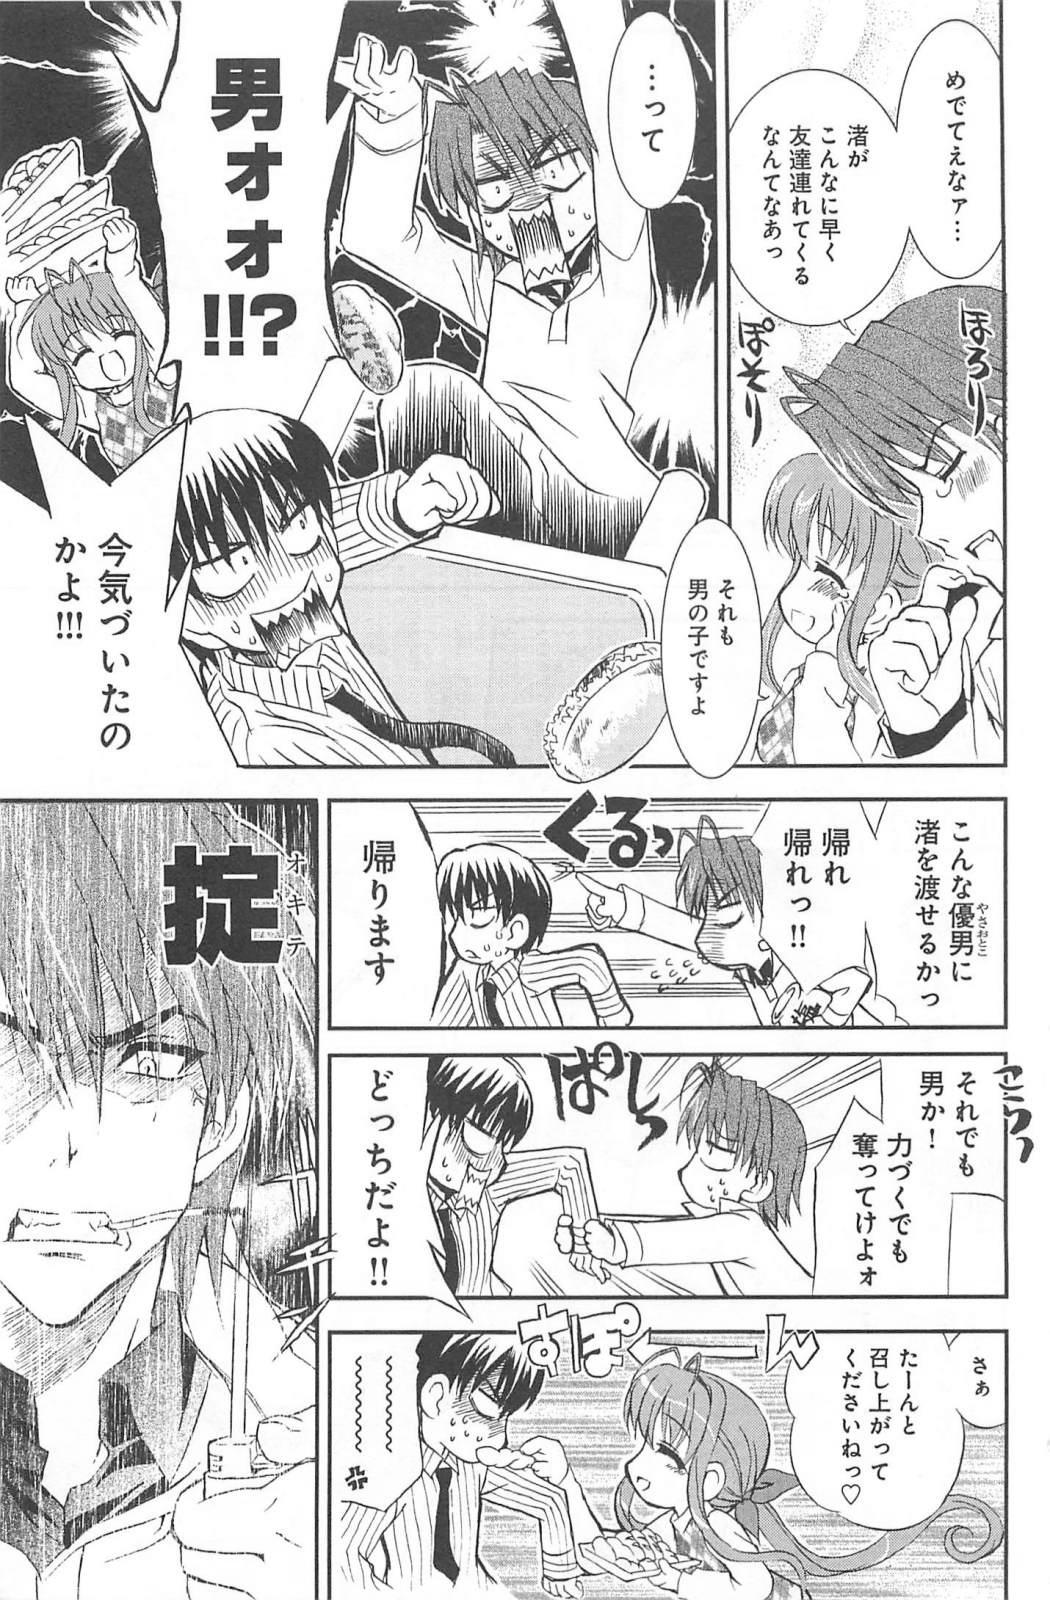 めでてえなァ…
渚が
こんなに早く
友達連れてくる
なんてなあっ
ほろり
ぽそり
それも
男の子ですよ
…って
男オォ!!!?
今気づいたの
かよ!!!
こんな優男に
やさおとこ
渚を渡せるかっ
帰れ
帰れっ!!
くるっ
帰ります
それでも
男か!
力づくでも
奪ってけよォ
ぱしっ
どっちだよ!!
さぁ
たーんと
召し上がって
くださいねっ♡
すぽーーん
掟
オキテ